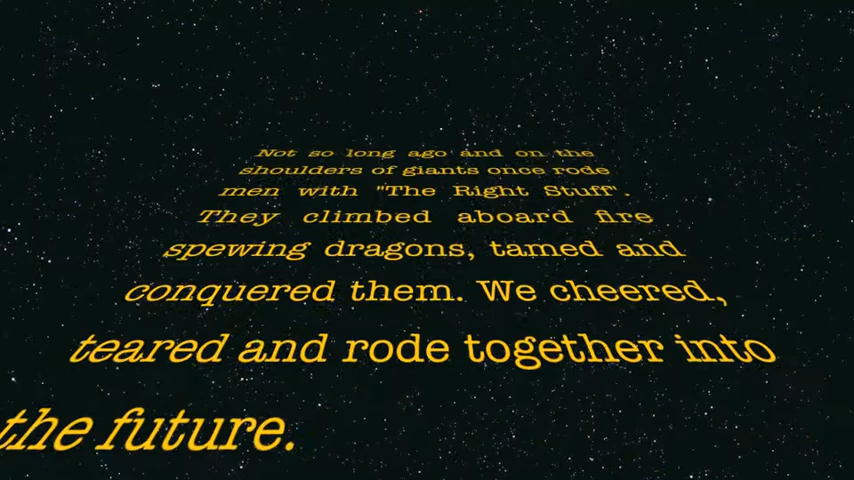 Not so long ago and on the
shoulders of giants once rode
men with "The Right Stuff".
They climbed aboard fire
spewing dragons, tamed and
conquered them. We cheered,
teared and rode together into
the future.